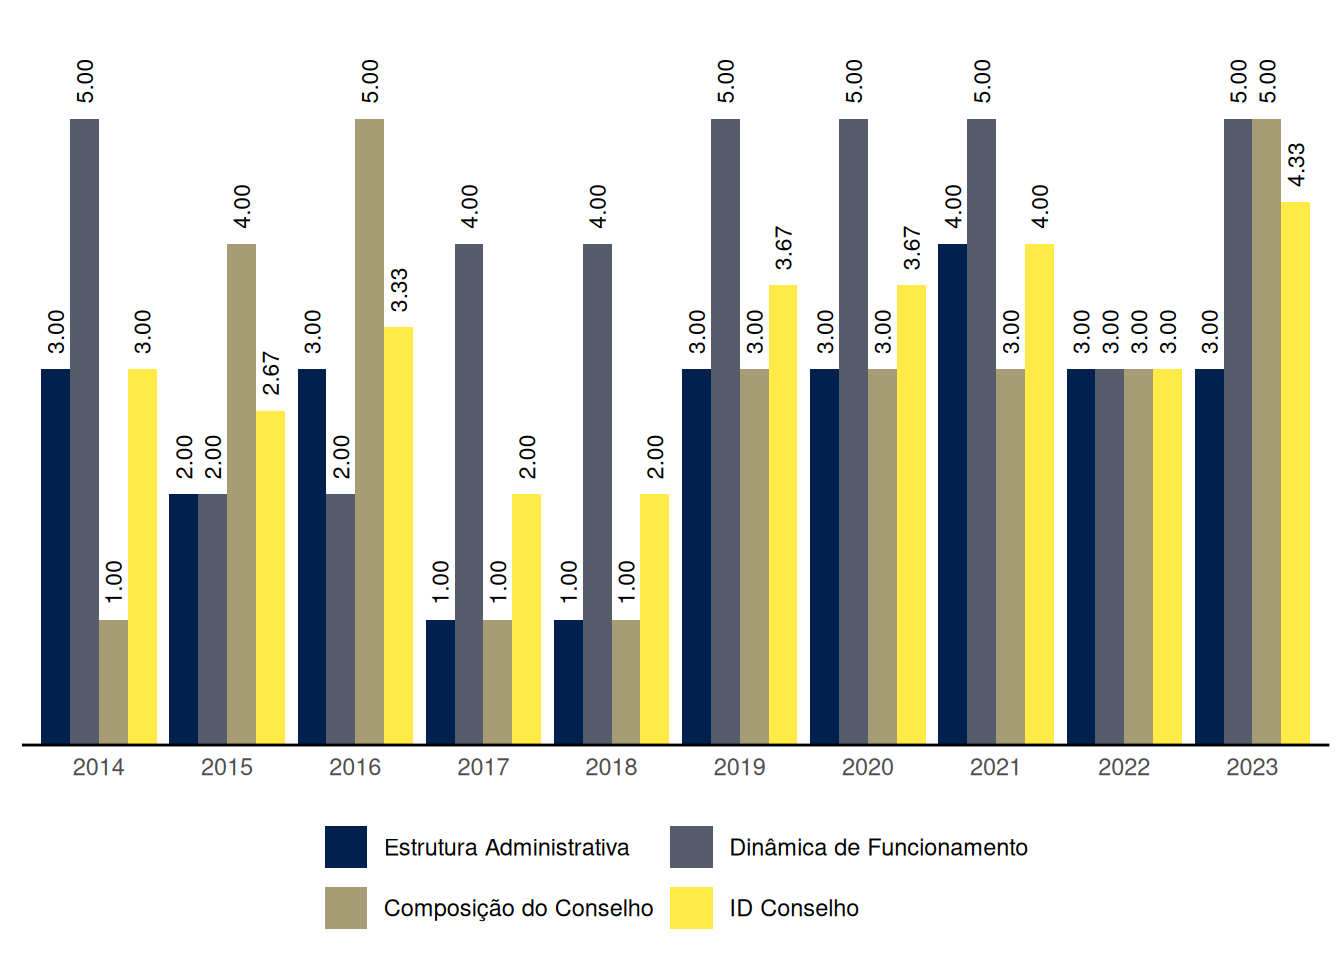 3.00 5.00 1.00 3.00 2.00 2.00 4.00 2.67 3.00 2.00 5.00 3.33 1.00 4.00 1.00 2.00 1.00 4.00 1.00 2.00 3.00 5.00 3.00 3.67 3.00 5.00 3.00 3.67 4.00 5.00 3.00 4.00 3.00 3.00 3.00 3.00 3.00 5.00 5.00 4.33
2014 2015 2016 2017 2018 2019 2020 2021 2022 2023
Estrutura Administrativa Dinâmica de Funcionamento
Composição do Conselho ID Conselho